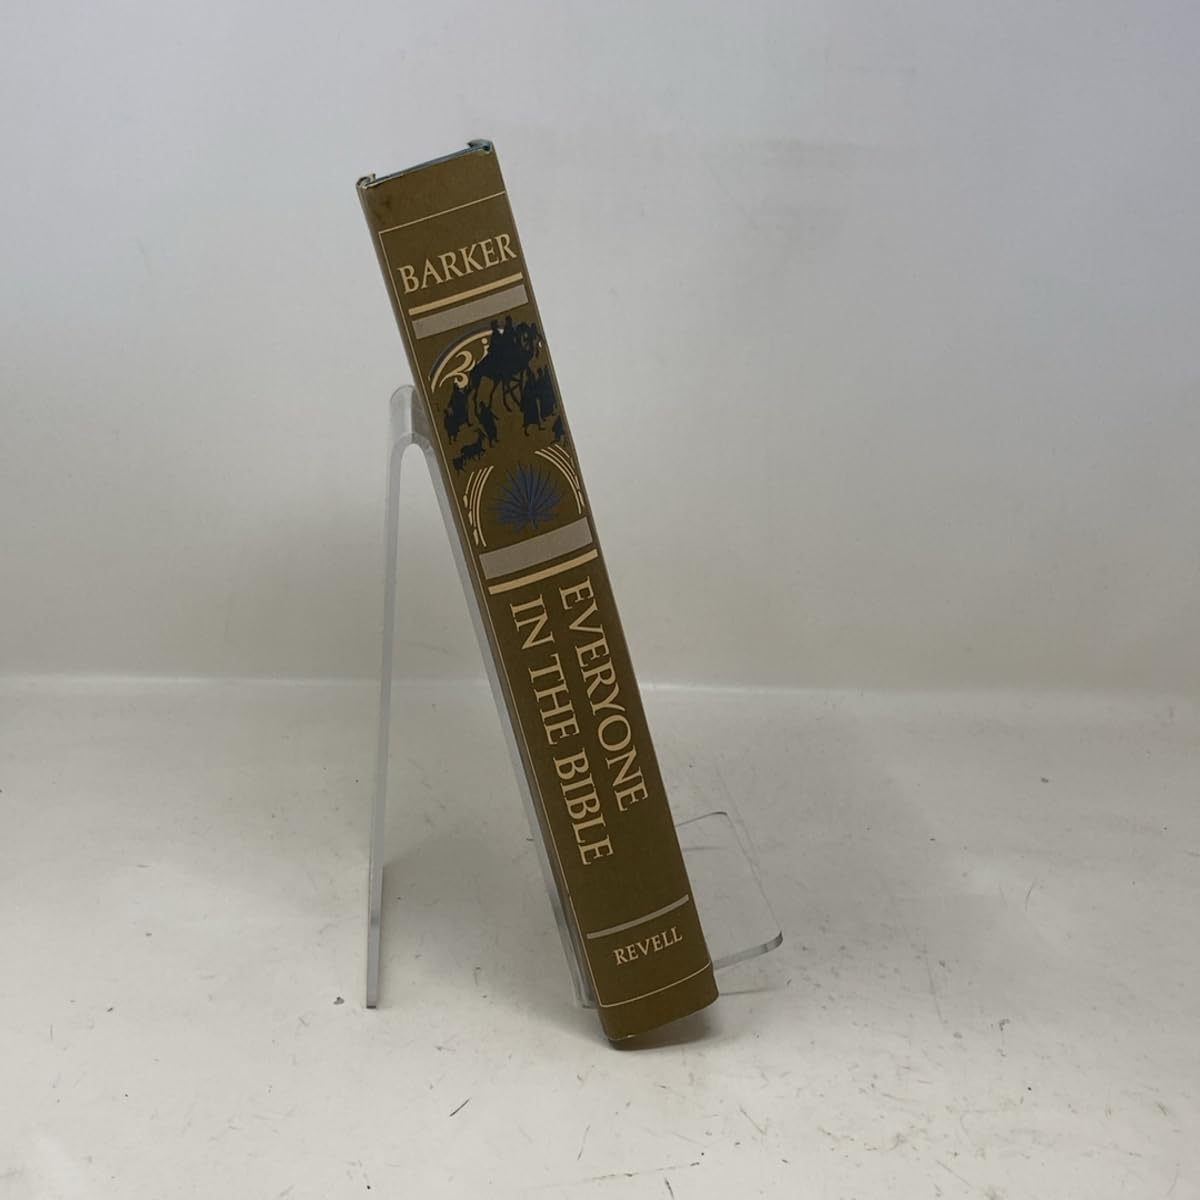 BARKER
EVERYONE
IN THE BIBLE
REVELL